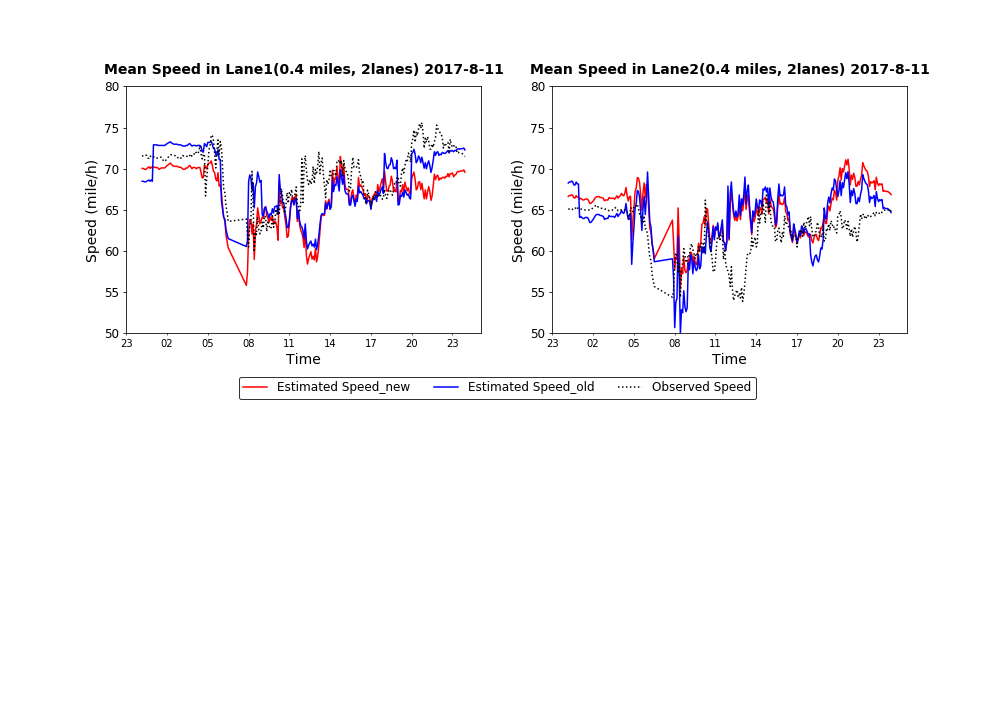 Mean Speed in Lane1(0.4 miles, 2lanes) 2017-8-11
80
75
70
65
60
55
50
Speed (mile/h)
23 02 05 08 11 14 17 20 23
Time
Mean Speed in Lane2(0.4 miles, 2lanes) 2017-8-11
80
75
70
65
60
55
50
Speed (mile/h)
23 02 05 08 11 14 17 20 23
Time
Estimated Speed_new Estimated Speed_old Observed Speed